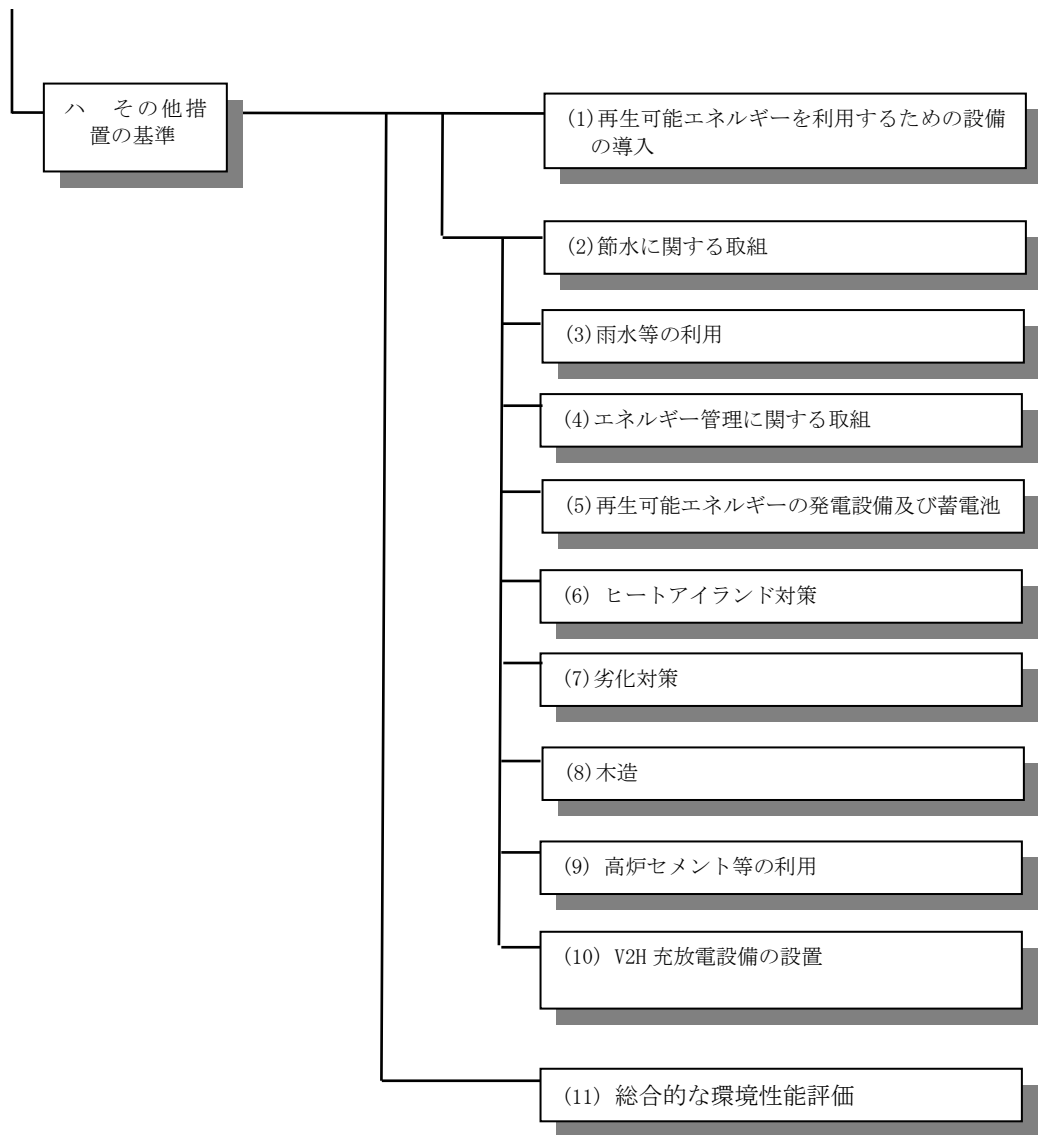 ハ その他措
置の基準
(1)再生可能エネルギーを利用するための設備
の導入
(2)節水に関する取組
(3)雨水等の利用
(4)エネルギー管理に関する取組
(5)再生可能エネルギーの発電設備及び蓄電池
(6) ヒートアイランド対策
(7)劣化対策
(8)木造
(9) 高炉セメント等の利用
(10) V2H 充放電設備の設置
(11) 総合的な環境性能評価